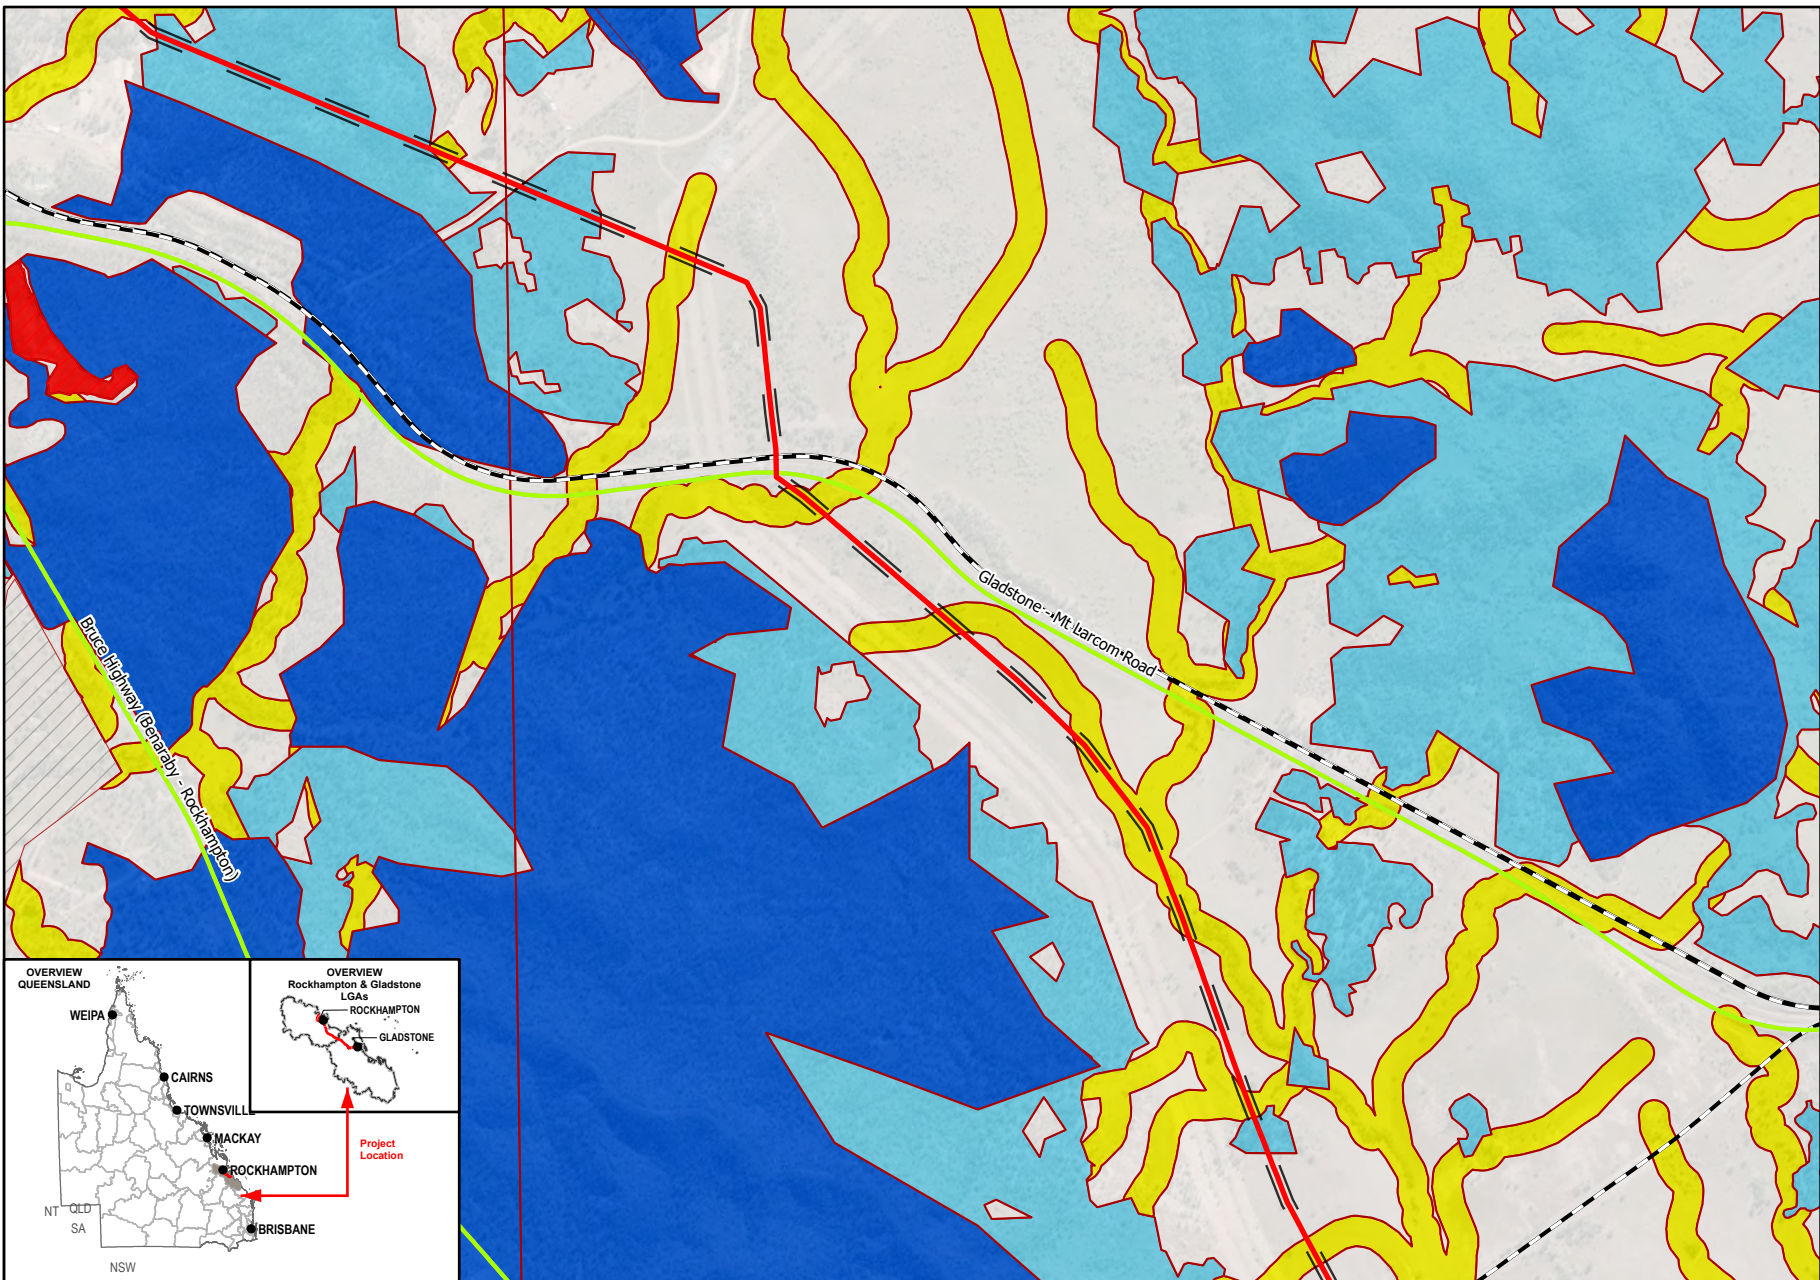 Gladstone - Mt Larcom Road
Bruce Highway (Benaraby - Rockhampton)
OVERVIEW
QUEENSLAND
WEIPA
CAIRNS
TOWNSVILLE
MACKAY
ROCKHAMPTON
BRISBANE
NT
QLD
SA
NSW
OVERVIEW
Rockhampton & Gladstone
LGAs
ROCKHAMPTON
GLADSTONE
Project
Location